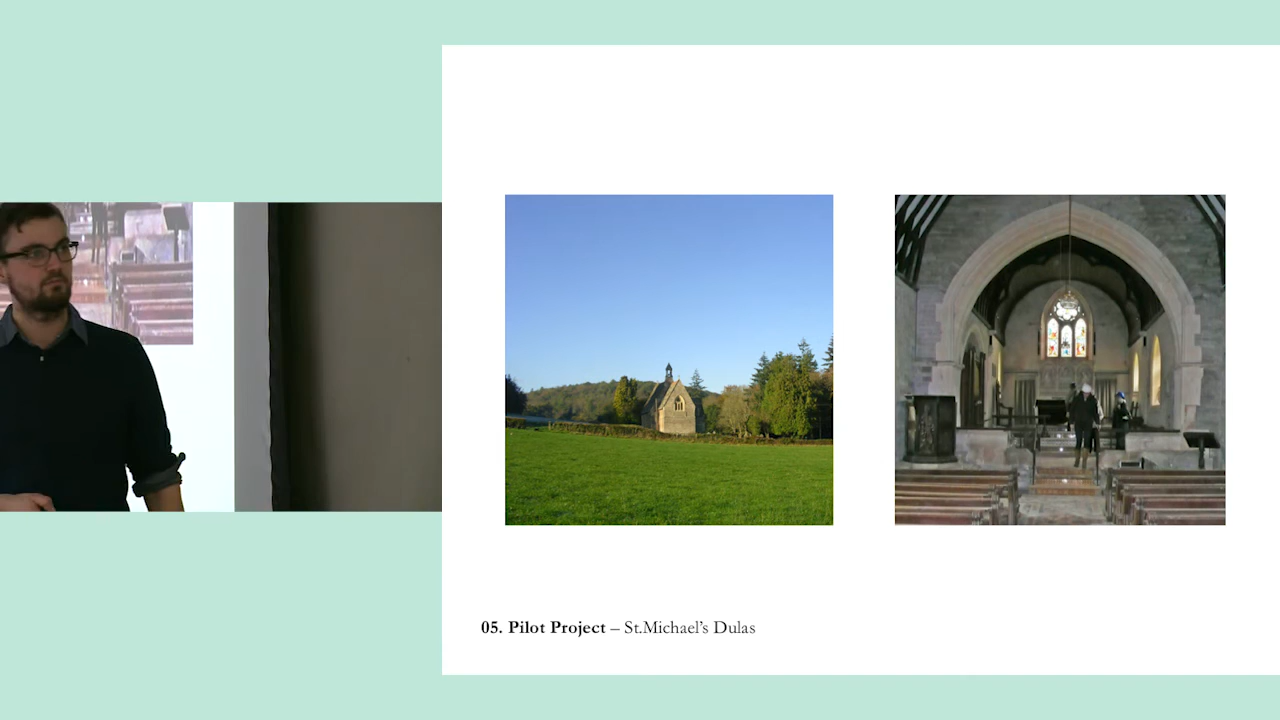 05. Pilot Project – St.Michael’s Dulas